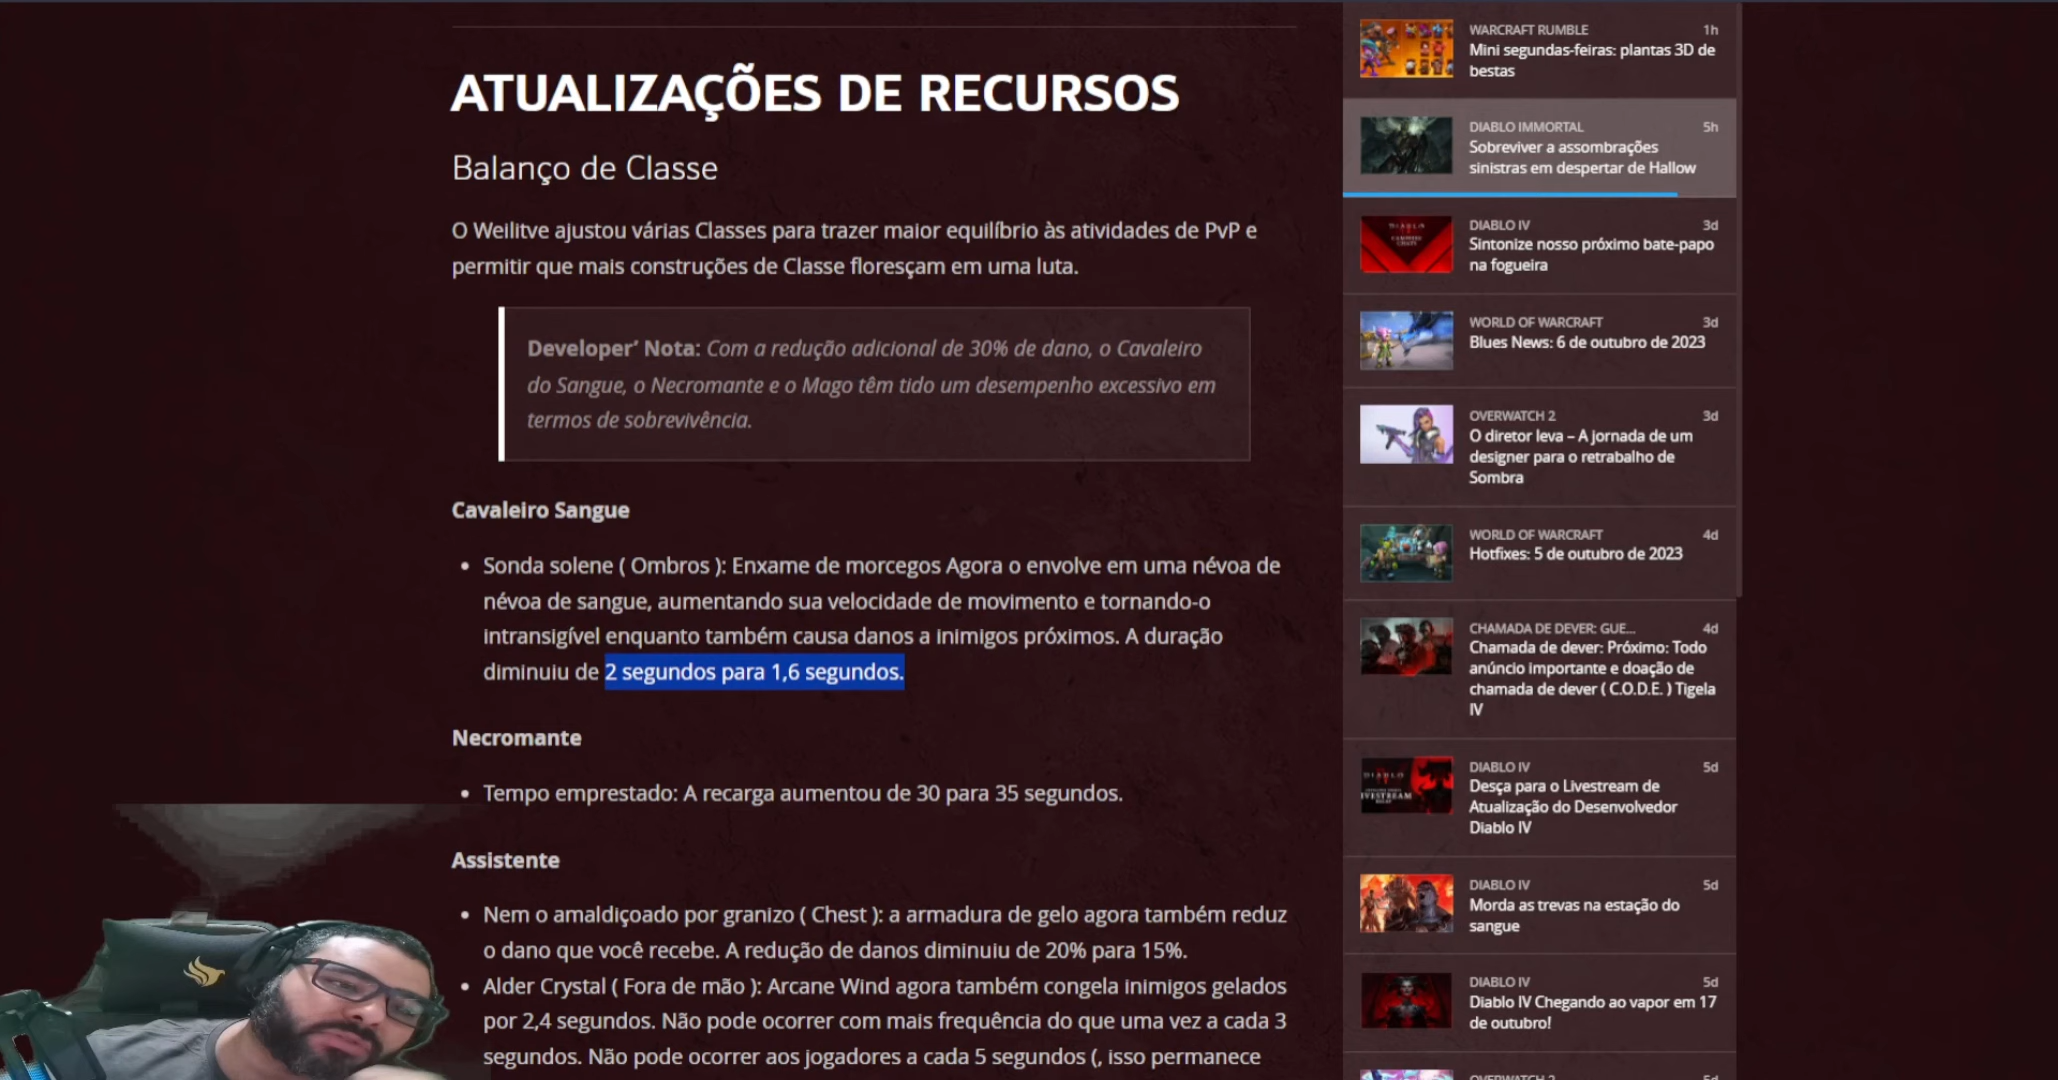 ATUALIZAÇÕES DE RECURSOS
Balanço de Classe
O Weilitve ajustou várias Classes para trazer maior equilíbrio às atividades de PvP e
permitir que mais construções de Classe floresçam em uma luta.
Developer’ Nota: Com a redução adicional de 30% de dano, o Cavaleiro
do Sangue, o Necromante e o Mago têm tido um desempenho excessivo em
termos de sobrevivência.
Cavaleiro Sangue
• Sonda solene ( Ombros ): Enxame de morcegos Agora o envolve em uma névoa de
névoa de sangue, aumentando sua velocidade de movimento e tornando-o
intransigível enquanto também causa danos a inimigos próximos. A duração
diminuiu de 2 segundos para 1,6 segundos.
Necromante
• Tempo emprestado: A recarga aumentou de 30 para 35 segundos.
Assistente
• Nem o amaldiçoado por granizo ( Chest ): a armadura de gelo agora também reduz
o dano que você recebe. A redução de danos diminuiu de 20% para 15%.
• Alder Crystal ( Fora de mão ): Arcane Wind agora também congela inimigos gelados
por 2,4 segundos. Não pode ocorrer com mais frequência do que uma vez a cada 3
segundos. Não pode ocorrer aos jogadores a cada 5 segundos (, isso permanece
WARCRAFT RUMBLE 1h
Mini segundas-feiras: plantas 3D de
bestas
DIABLO IMMORTAL 5h
Sobreviver a assombrações
sinistras em despertar de Hallow
DIABLO IV 3d
Sintonize nosso próximo bate-papo
na fogueira
WORLD OF WARCRAFT 3d
Blues News: 6 de outubro de 2023
OVERWATCH 2 3d
O diretor leva – A jornada de um
designer para o retrabalho de
Sombra
WORLD OF WARCRAFT 4d
Hotfixes: 5 de outubro de 2023
CHAMADA DE DEVER: GUE... 4d
Chamada de dever: Próximo: Todo
anúncio importante e doação de
chamada de dever ( C.O.D.E. ) Tigela
IV
DIABLO IV 5d
Desça para o Livestream de
Atualização do Desenvolvedor
Diablo IV
DIABLO IV 5d
Morda as trevas na estação do
sangue
DIABLO IV 5d
Diablo IV Chegando ao vapor em 17
de outubro!
OVERWATCH 2 5d